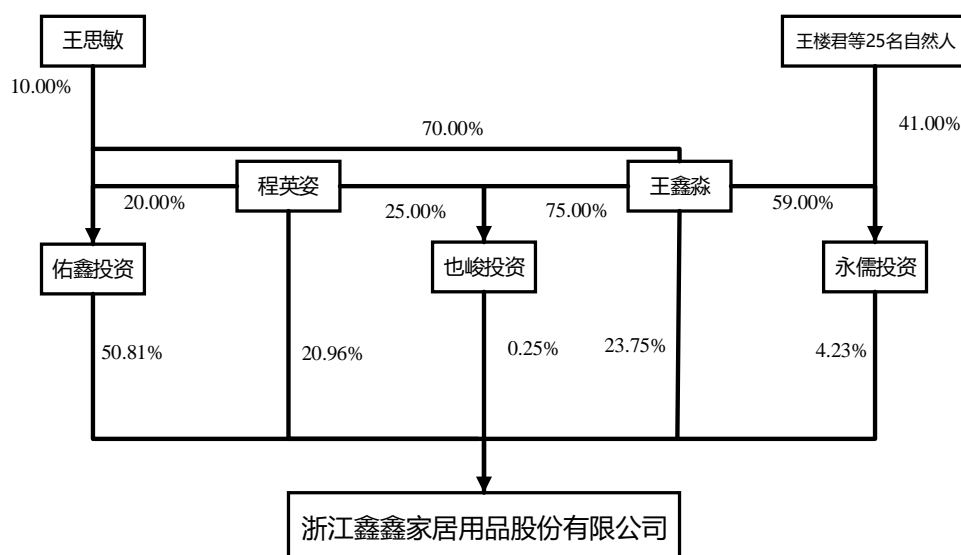 王思敏
王楼君等25名自然人
10.00%
70.00%
41.00%
程英姿
王鑫淼
20.00%
25.00%
75.00%
59.00%
佑鑫投资
也峻投资
永儒投资
50.81%
20.96%
0.25%
23.75%
4.23%
浙江鑫鑫家居用品股份有限公司